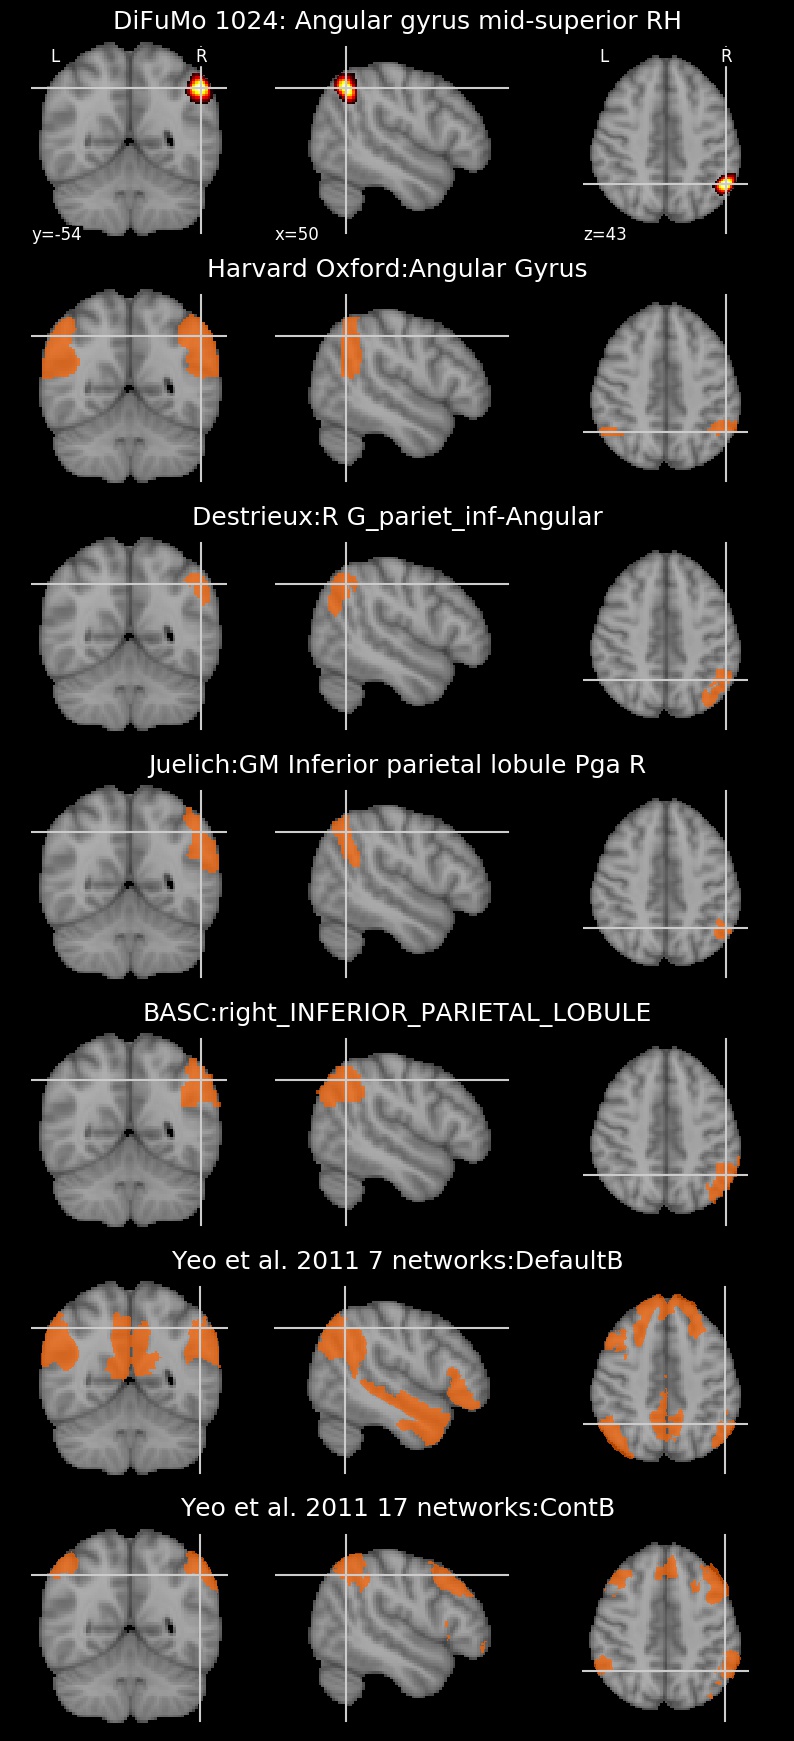 DiFuMo 1024: Angular gyrus mid-superior RH
L R L R
y=-54 x=50 z=43
Harvard Oxford:Angular Gyrus
Destrieux:R G_pariet_inf-Angular
Juelich:GM Inferior parietal lobule Pga R
BASC:right_INFERIOR_PARIETAL_LOBULE
Yeo et al. 2011 7 networks:DefaultB
Yeo et al. 2011 17 networks:ContB